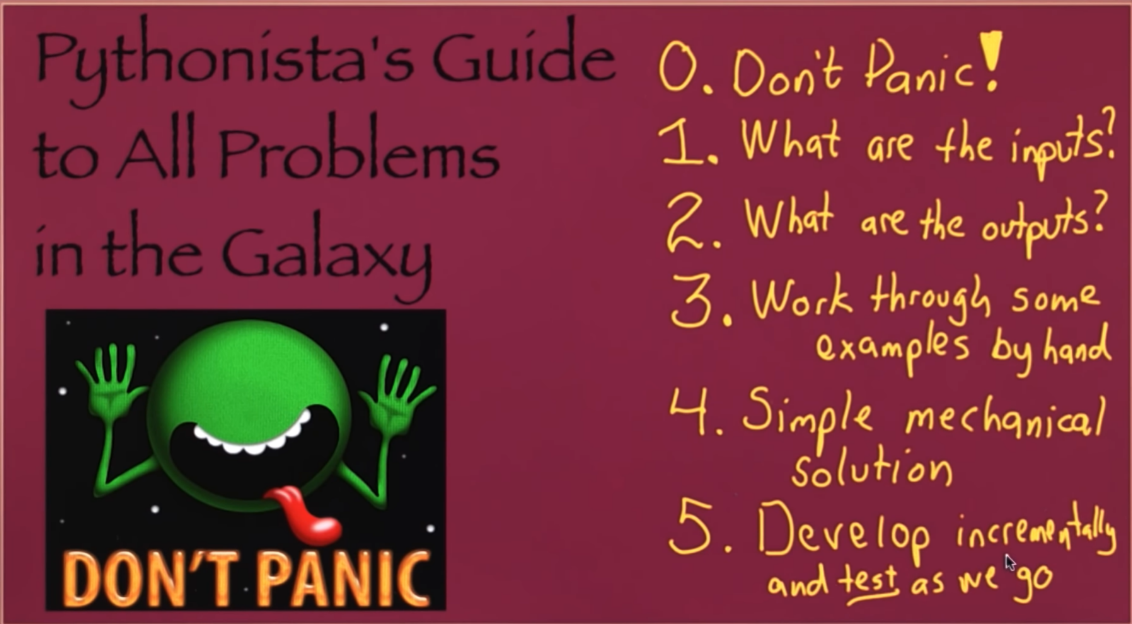 Pythonista's Guide
to All Problems
in the Galaxy
DON'T PANIC
0. Don't Panic!
1. What are the inputs?
2. What are the outputs?
3. Work through some
examples by hand
4. Simple mechanical
solution
5. Develop incrementally
and test as we go